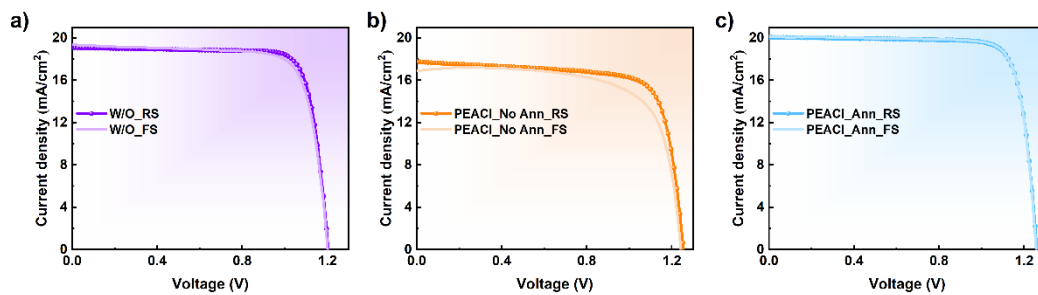 a)
Current density (mA/cm²)
20
16
12
8
4
0
W/O_RS
W/O_FS
0.0 0.4 0.8 1.2
Voltage (V)
b)
Current density (mA/cm²)
20
16
12
8
4
0
PEACl_No Ann_RS
PEACl_No Ann_FS
0.0 0.4 0.8 1.2
Voltage (V)
c)
Current density (mA/cm²)
20
16
12
8
4
0
PEACl_Ann_RS
PEACl_Ann_FS
0.0 0.4 0.8 1.2
Voltage (V)